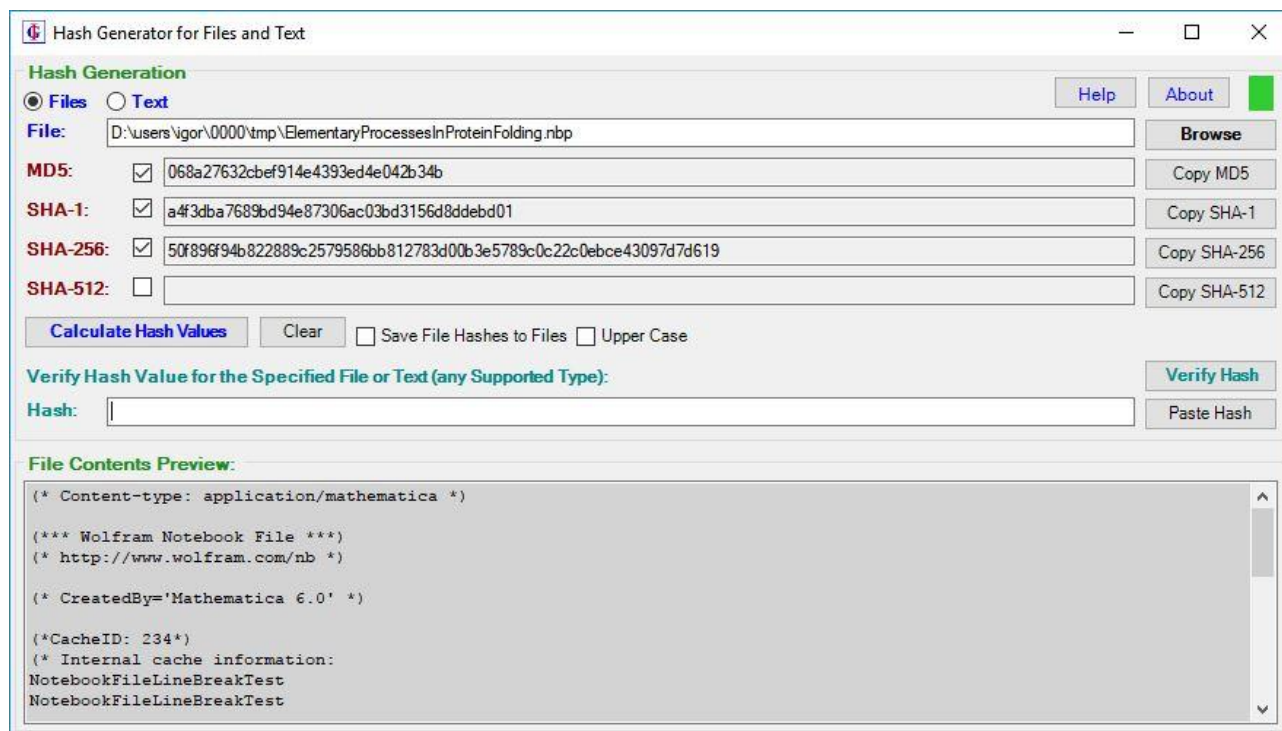 Hash Generator for Files and Text
Hash Generation
Files Text
Help About
File: D:\users\igor\0000\tmp\ElementaryProcessesInProteinFolding.nbp Browse
MD5: 068a27632cbef914e4393ed4e042b34b Copy MD5
SHA-1: a4f3dba7689bd94e87306ac03bd3156d8ddebd01 Copy SHA-1
SHA-256: 50f896f94b822889c2579586bb812783d00b3e5789c0c22c0ebce43097d7d619 Copy SHA-256
SHA-512: Copy SHA-512
Calculate Hash Values Clear Save File Hashes to Files Upper Case
Verify Hash Value for the Specified File or Text (any Supported Type): Verify Hash
Hash: Paste Hash
File Contents Preview:
(* Content-type: application/mathematica *)
(*** Wolfram Notebook File ***)
(* http://www.wolfram.com/nb *)
(* CreatedBy='Mathematica 6.0' *)
(*CacheID: 234*)
(* Internal cache information:
NotebookFileLineBreakTest
NotebookFileLineBreakTest